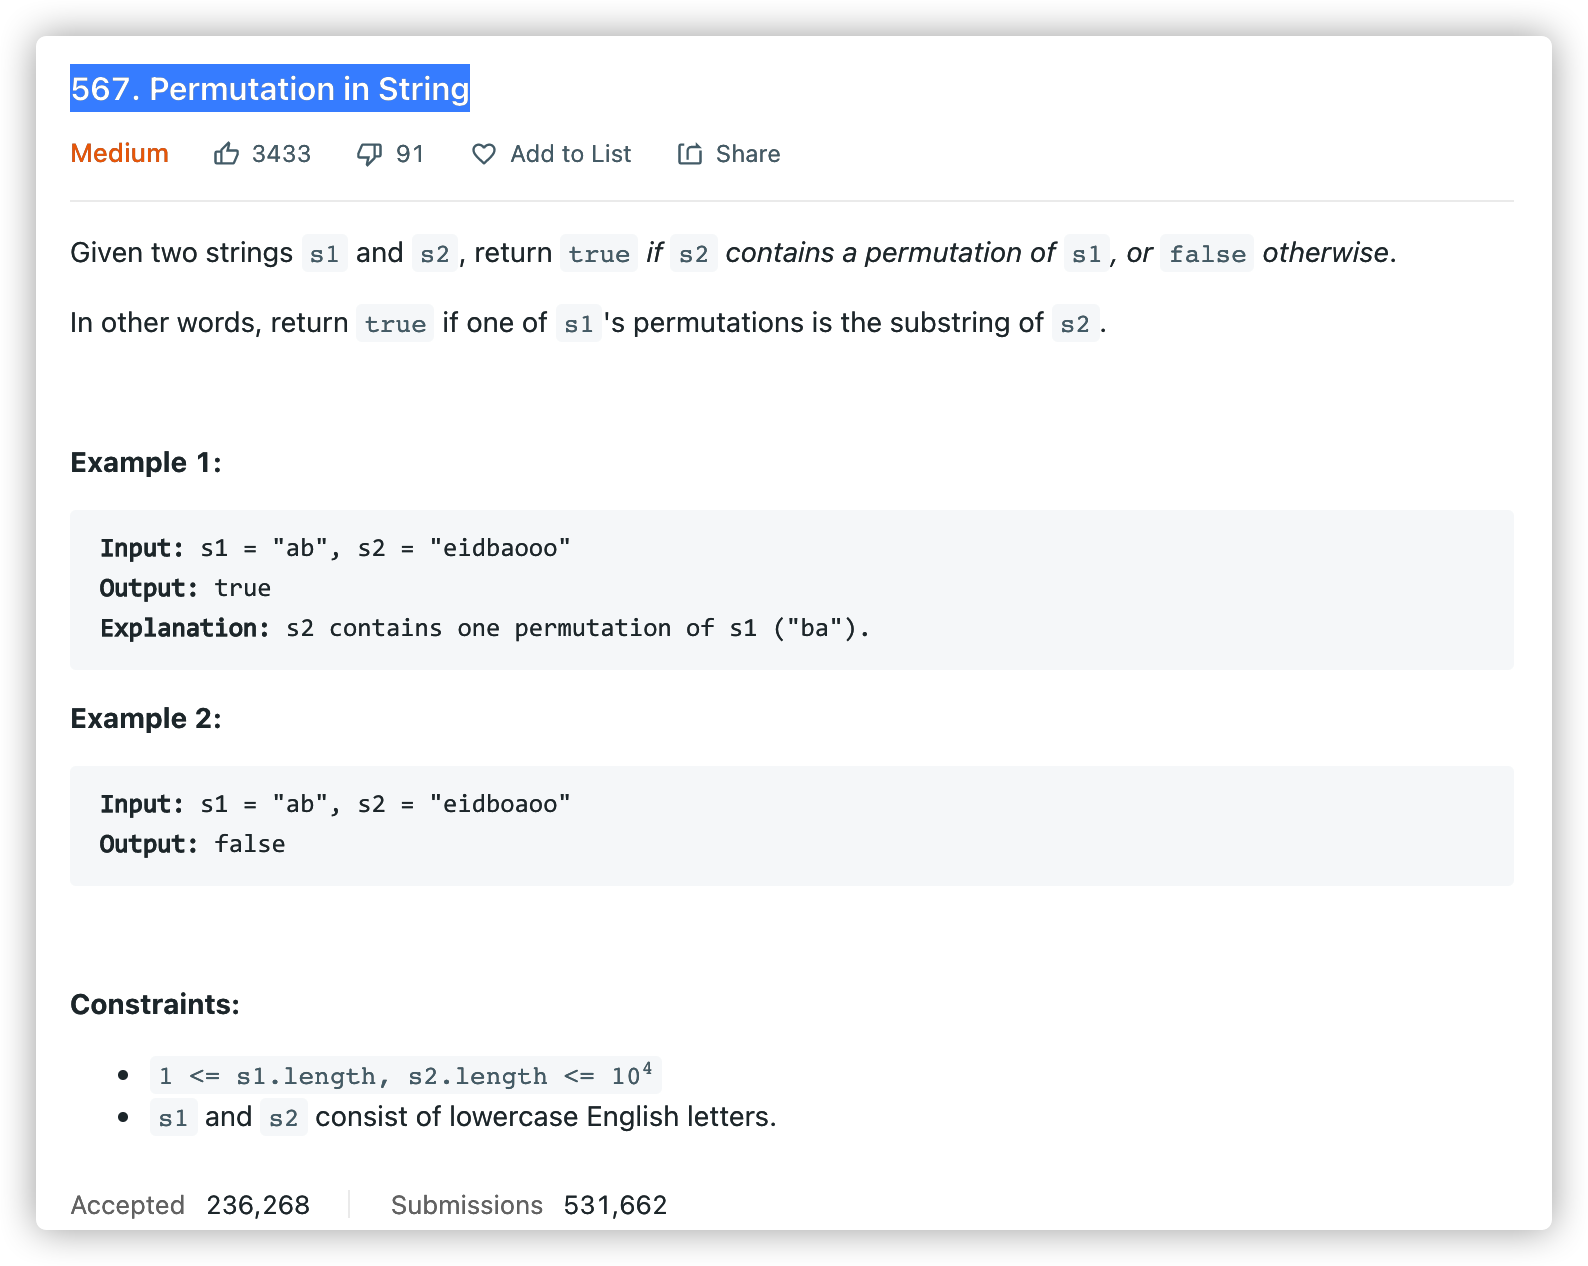 567. Permutation in String
Medium 3433 91 Add to List Share
Given two strings s1 and s2, return true if s2 contains a permutation of s1, or false otherwise.
In other words, return true if one of s1's permutations is the substring of s2.
Example 1:
Input: s1 = "ab", s2 = "eidbaooo"
Output: true
Explanation: s2 contains one permutation of s1 ("ba").
Example 2:
Input: s1 = "ab", s2 = "eidboaoo"
Output: false
Constraints:
• 1 <= s1.length, s2.length <= 10⁴
• s1 and s2 consist of lowercase English letters.
Accepted 236,268 Submissions 531,662